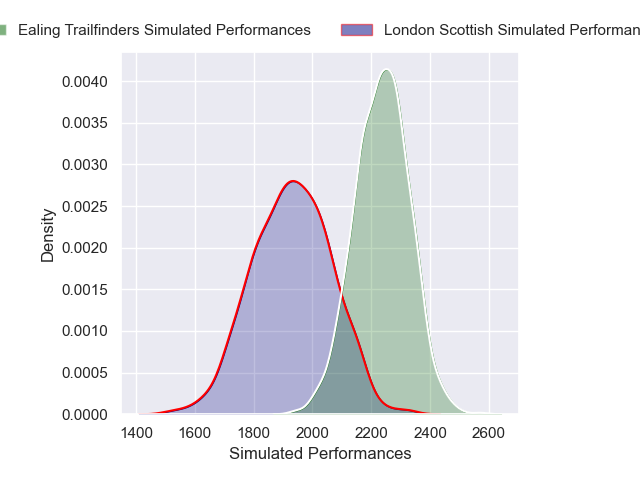 Ealing Trailfinders Simulated Performances London Scottish Simulated Performan
0.0040
0.0035
0.0030
0.0025
0.0020
0.0015
0.0010
0.0005
0.0000
Density
1400 1600 1800 2000 2200 2400 2600
Simulated Performances